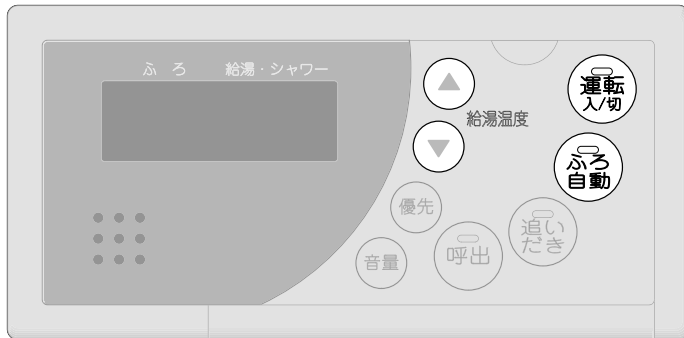 ふろ 給湯・シャワー
運転
入/切
給湯温度
ふろ
自動
優先
追い
だき
呼出
音量